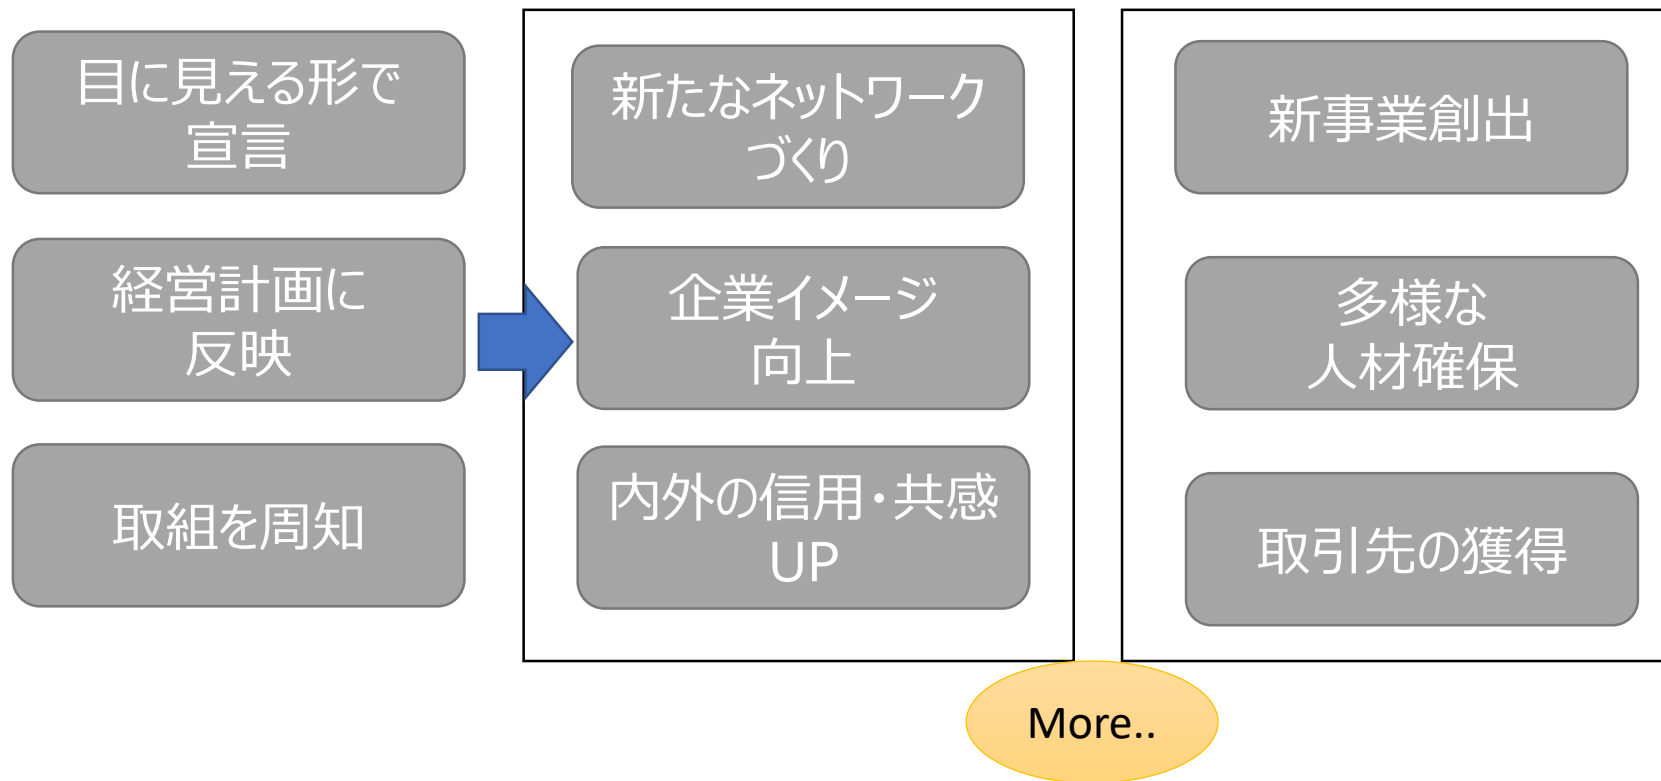 目に見える形で
宣言
経営計画に
反映
取組を周知
新たなネットワーク
づくり
企業イメージ
向上
内外の信用・共感
UP
新事業創出
多様な
人材確保
取引先の獲得
More..